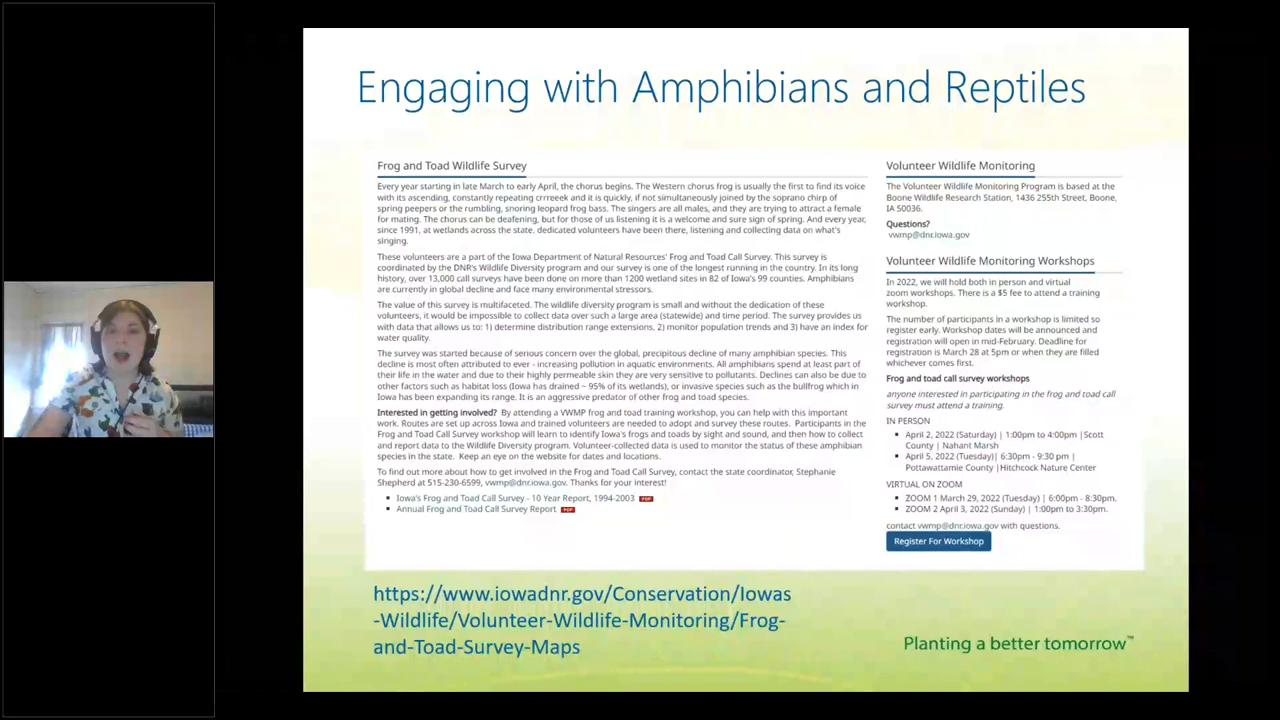 Engaging with Amphibians and Reptiles
Frog and Toad Wildlife Survey
Every year starting in late March to early April, the chorus begins. The Western chorus frog is usually the first to find its voice
with its ascending, constantly repeating crrreeek and it is quickly, if not simultaneously joined by the soprano chirp of
spring peepers or the rumbling, snoring leopard frog bass. The singers are all males, and they are trying to attract a female
for mating. The chorus can be deafening, but for those of us listening it is a welcome and sure sign of spring. And every year,
since 1991, at wetlands across the state, dedicated volunteers have been there, listening and collecting data on what's
singing.
These volunteers are a part of the Iowa Department of Natural Resources' Frog and Toad Call Survey. This survey is
coordinated by the DNR's Wildlife Diversity program and our survey is one of the longest running in the country. In its long
history, over 13,000 call surveys have been done on more than 1200 wetland sites in 82 of Iowa's 99 counties. Amphibians
are currently in global decline and face many environmental stressors.
The value of this survey is multifaceted. The wildlife diversity program is small and without the dedication of these
volunteers, it would be impossible to collect data over such a large area (statewide) and time period. The survey provides us
with data that allows us to: 1) determine distribution range extensions, 2) monitor population trends and 3) have an index for
water quality.
The survey was started because of serious concern over the global, precipitous decline of many amphibian species. This
decline is most often attributed to ever - increasing pollution in aquatic environments. All amphibians spend at least part of
their life in the water and due to their highly permeable skin they are very sensitive to pollutants. Declines can also be due to
other factors such as habitat loss (Iowa has drained ~ 95% of its wetlands), or invasive species such as the bullfrog which in
Iowa has been expanding its range. It is an aggressive predator of other frog and toad species.
Interested in getting involved? By attending a VWMP frog and toad training workshop, you can help with this important
work. Routes are set up across Iowa and trained volunteers are needed to adopt and survey these routes. Participants in the
Frog and Toad Call Survey workshop will learn to identify Iowa's frogs and toads by sight and sound, and then how to collect
and report data to the Wildlife Diversity program. Volunteer-collected data is used to monitor the status of these amphibian
species in the state. Keep an eye on the website for dates and locations.
To find out more about how to get involved in the Frog and Toad Call Survey, contact the state coordinator, Stephanie
Shepherd at 515-230-6599, vwmp@dnr.iowa.gov. Thanks for your interest!
Iowa's Frog and Toad Call Survey - 10 Year Report, 1994-2003 PDF
Annual Frog and Toad Call Survey Report PDF
Volunteer Wildlife Monitoring
The Volunteer Wildlife Monitoring Program is based at the
Boone Wildlife Research Station, 1436 255th Street, Boone,
IA 50036.
Questions?
vwmp@dnr.iowa.gov
Volunteer Wildlife Monitoring Workshops
In 2022, we will hold both in person and virtual
zoom workshops. There is a $5 fee to attend a training
workshop.
The number of participants in a workshop is limited so
register early. Workshop dates will be announced and
registration will open in mid-February. Deadline for
registration is March 28 at 5pm or when they are filled
whichever comes first.
Frog and toad call survey workshops
anyone interested in participating in the frog and toad call
survey must attend a training.
IN PERSON
April 2, 2022 (Saturday) | 1:00pm to 4:00pm |Scott
County | Nahant Marsh
April 5, 2022 (Tuesday)| 6:30pm - 9:30 pm |
Pottawattamie County |Hitchcock Nature Center
VIRTUAL ON ZOOM
ZOOM 1 March 29, 2022 (Tuesday) | 6:00pm - 8:30pm.
ZOOM 2 April 3, 2022 (Sunday) | 1:00pm to 3:30pm.
contact vwmp@dnr.iowa.gov with questions.
Register For Workshop
https://www.iowadnr.gov/Conservation/Iowas
-Wildlife/Volunteer-Wildlife-Monitoring/Frog-
and-Toad-Survey-Maps
Planting a better tomorrow™